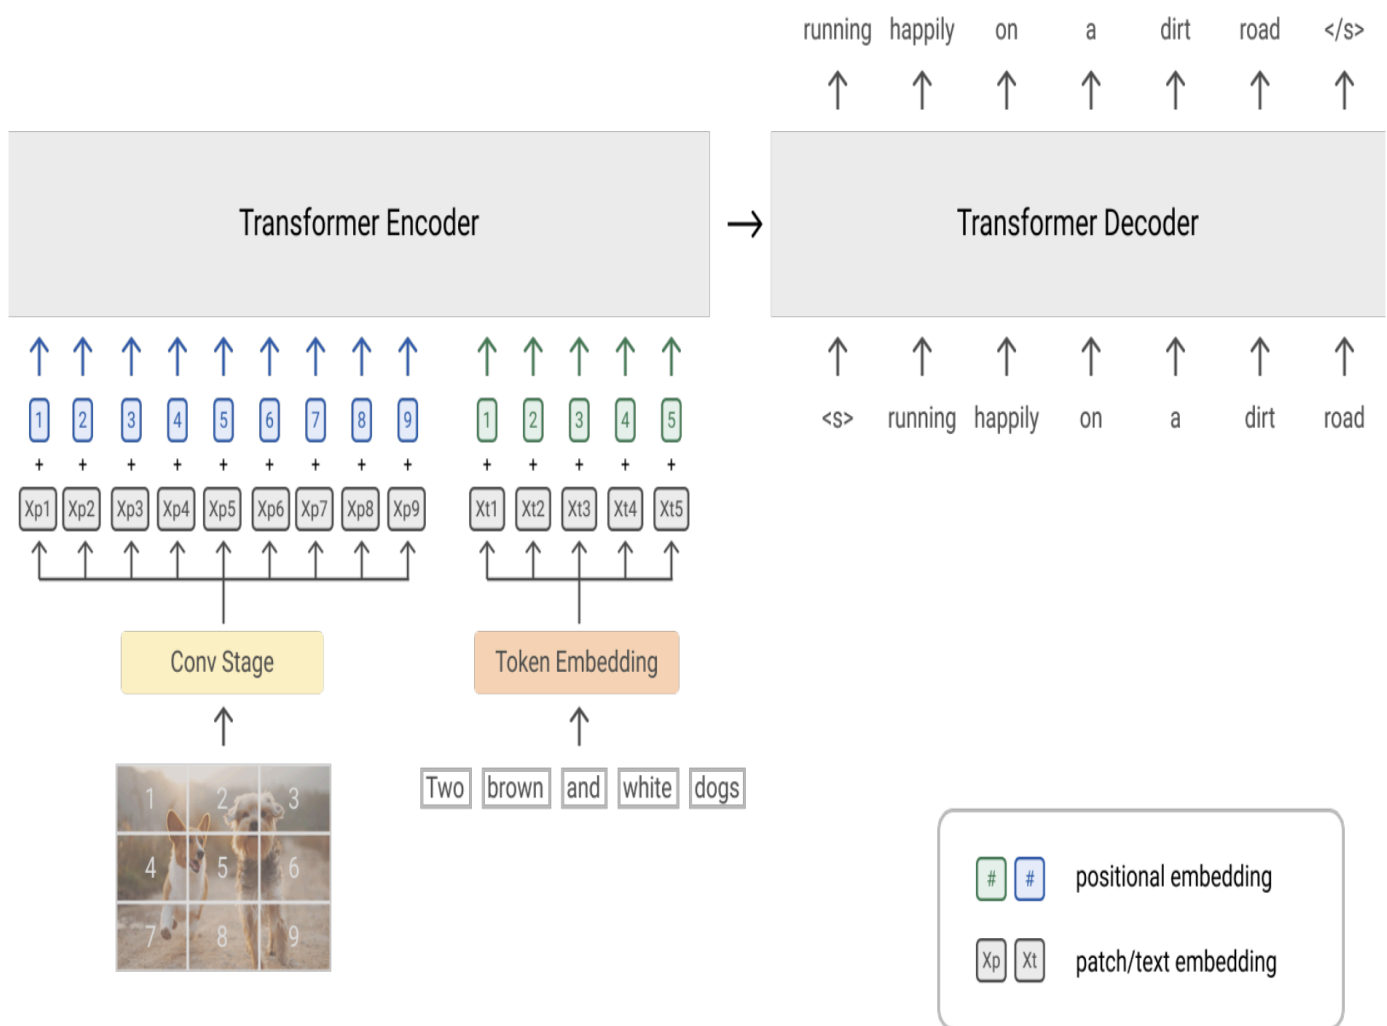 running happily on a dirt road </s>
Transformer Encoder
Transformer Decoder
1 2 3 4 5 6 7 8 9
1 2 3 4 5
<s> running happily on a dirt road
+ + + + + + + + +
+ + + + +
Xp1 Xp2 Xp3 Xp4 Xp5 Xp6 Xp7 Xp8 Xp9
Xt1 Xt2 Xt3 Xt4 Xt5
Conv Stage
Token Embedding
1 2 3
4 5 6
7 8 9
Two brown and white dogs
# # positional embedding
Xp Xt patch/text embedding